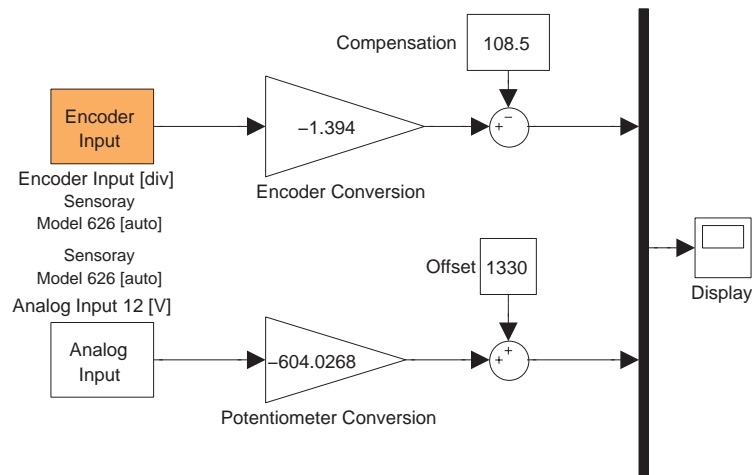 Compensation
108.5
Encoder
Input
−1.394
+
−
Encoder Input [div]
Sensoray
Model 626 [auto]
Encoder Conversion
Sensoray
Model 626 [auto]
Analog Input 12 [V]
Offset
1330
Display
Analog
Input
−604.0268
+
+
Potentiometer Conversion